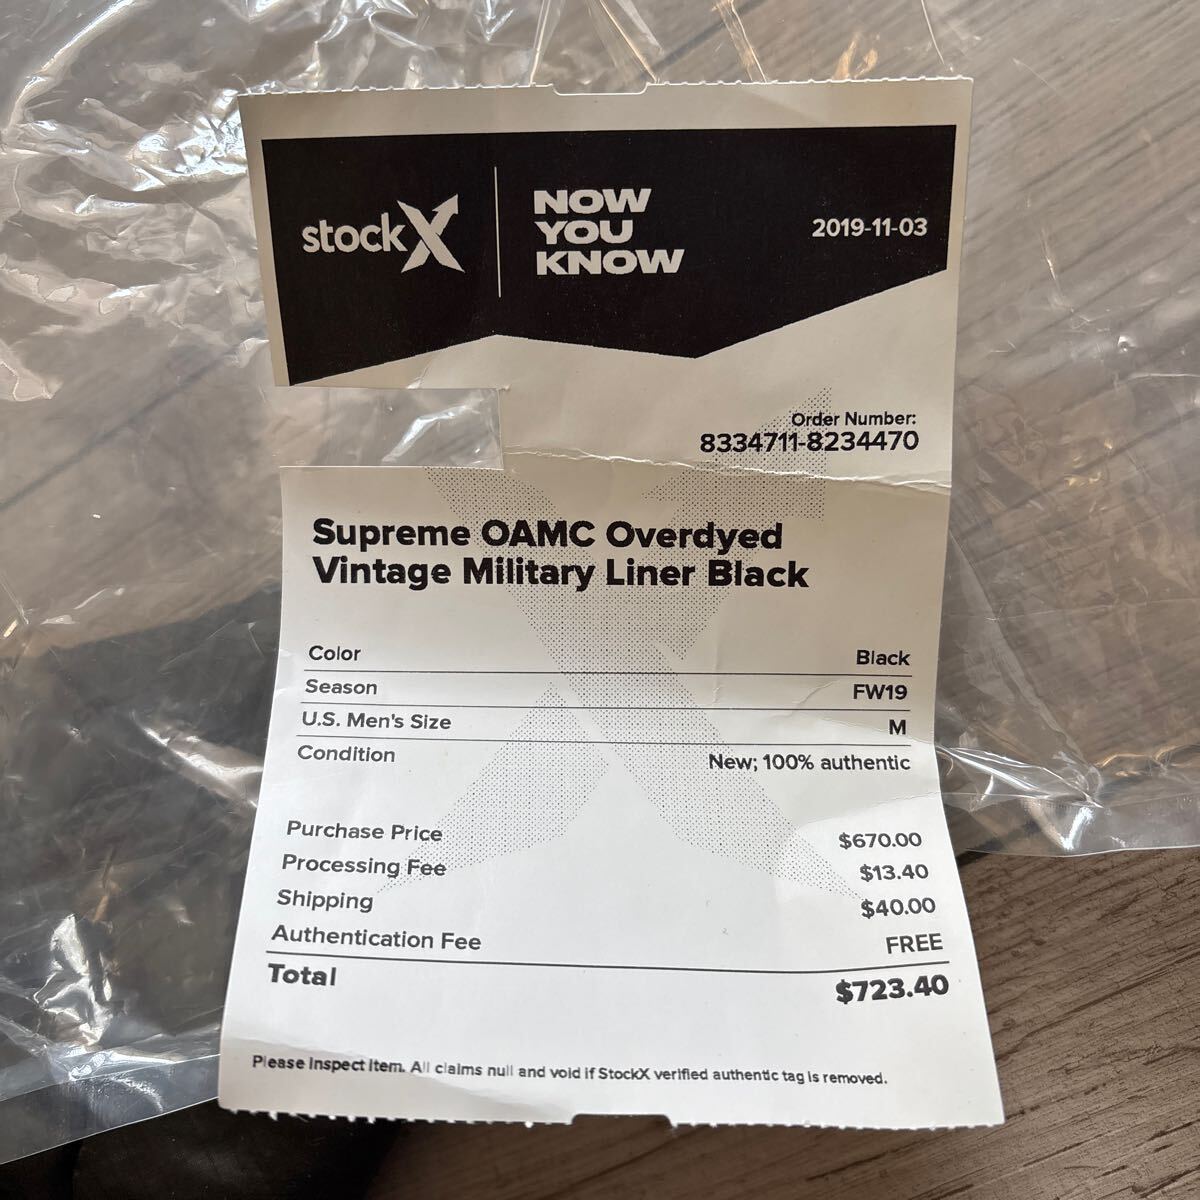 stockX
NOW
YOU
KNOW
2019-11-03
Order Number:
8334711-8234470
Supreme OAMC Overdyed
Vintage Military Liner Black
Color Black
Season FW19
U.S. Men's Size M
Condition New; 100% authentic
Purchase Price $670.00
Processing Fee $13.40
Shipping $40.00
Authentication Fee FREE
Total $723.40
Please Inspect Item. All claims null and void if StockX verified authentic tag is removed.